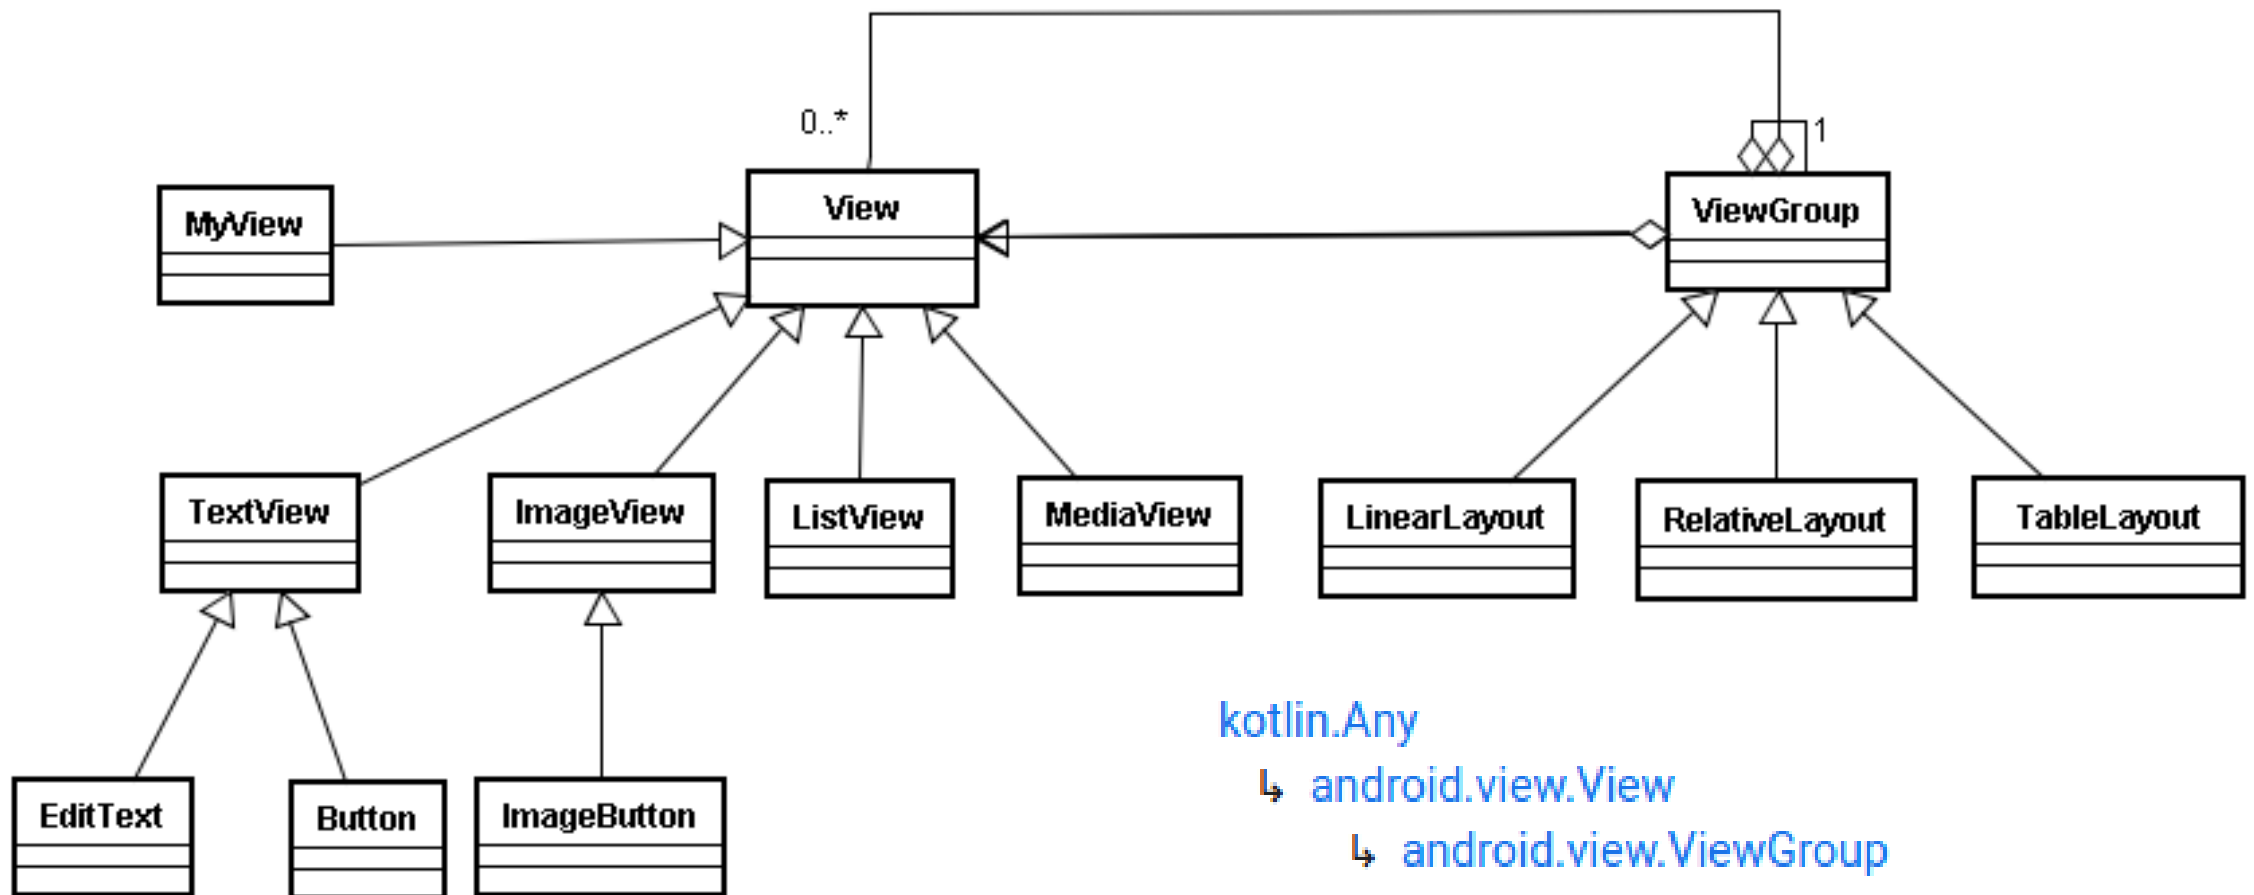 0..*
1
MyView
View
ViewGroup
TextView
ImageView
ListView
MediaView
LinearLayout
RelativeLayout
TableLayout
EditText
Button
ImageButton
kotlin.Any
↳ android.view.View
↳ android.view.ViewGroup